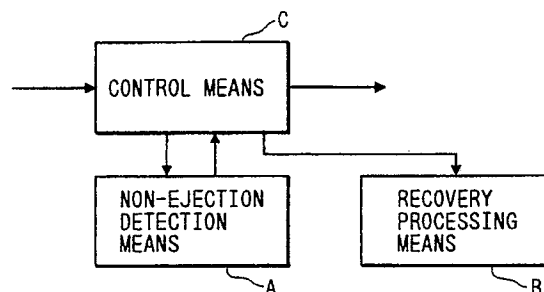 C
CONTROL MEANS
NON-EJECTION
DETECTION
MEANS
RECOVERY
PROCESSING
MEANS
A
B